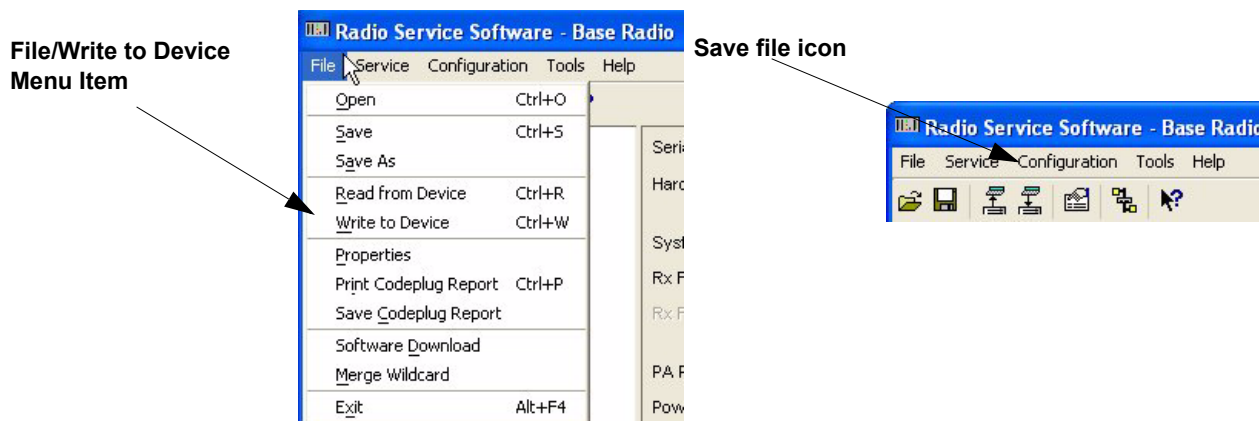 File/Write to Device
Menu Item
Radio Service Software - Base Radio
File Service Configuration Tools Help
Open Ctrl+O
Save Ctrl+S
Save As
Read from Device Ctrl+R
Write to Device Ctrl+W
Properties
Print Codeplug Report Ctrl+P
Save Codeplug Report
Software Download
Merge Wildcard
Exit Alt+F4
Seri
Hard
Syst
Rx F
Rx F
PA F
Pow
Save file icon
Radio Service Software - Base Radio
File Service Configuration Tools Help